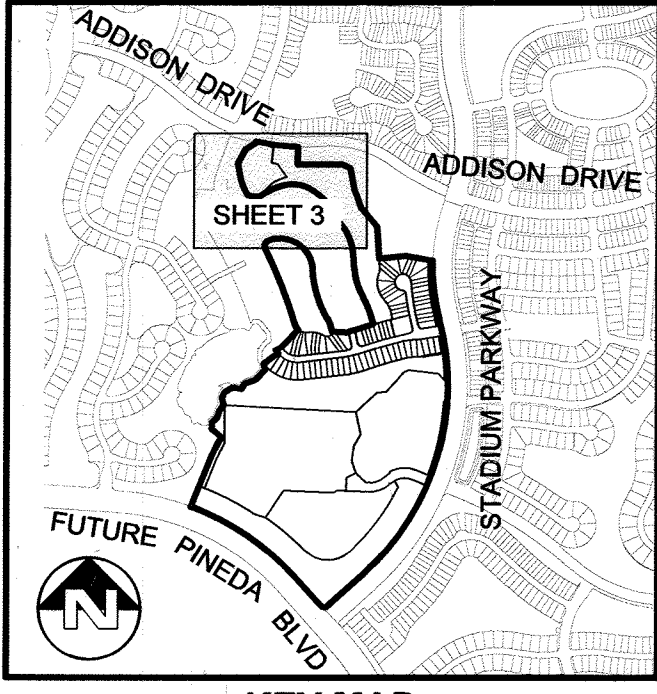 ADDISON DRIVE
ADDISON DRIVE
SHEET 3
STADIUM PARKWAY
FUTURE PINEDA BLVD
N
KEY MAP